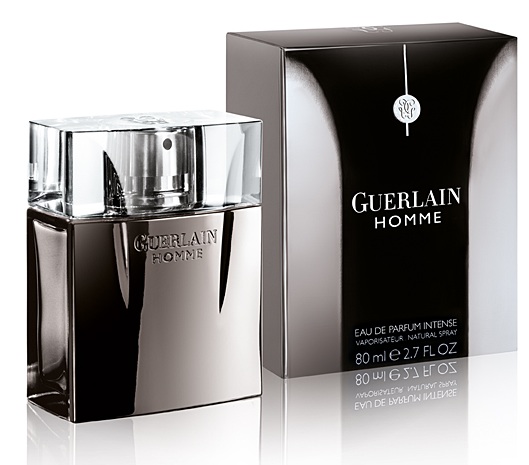 GUERLAIN
HOMME
GUERLAIN
HOMME
EAU DE PARFUM INTENSE
VAPORISATEUR NATURAL SPRAY
80 ml e 2.7 FL OZ